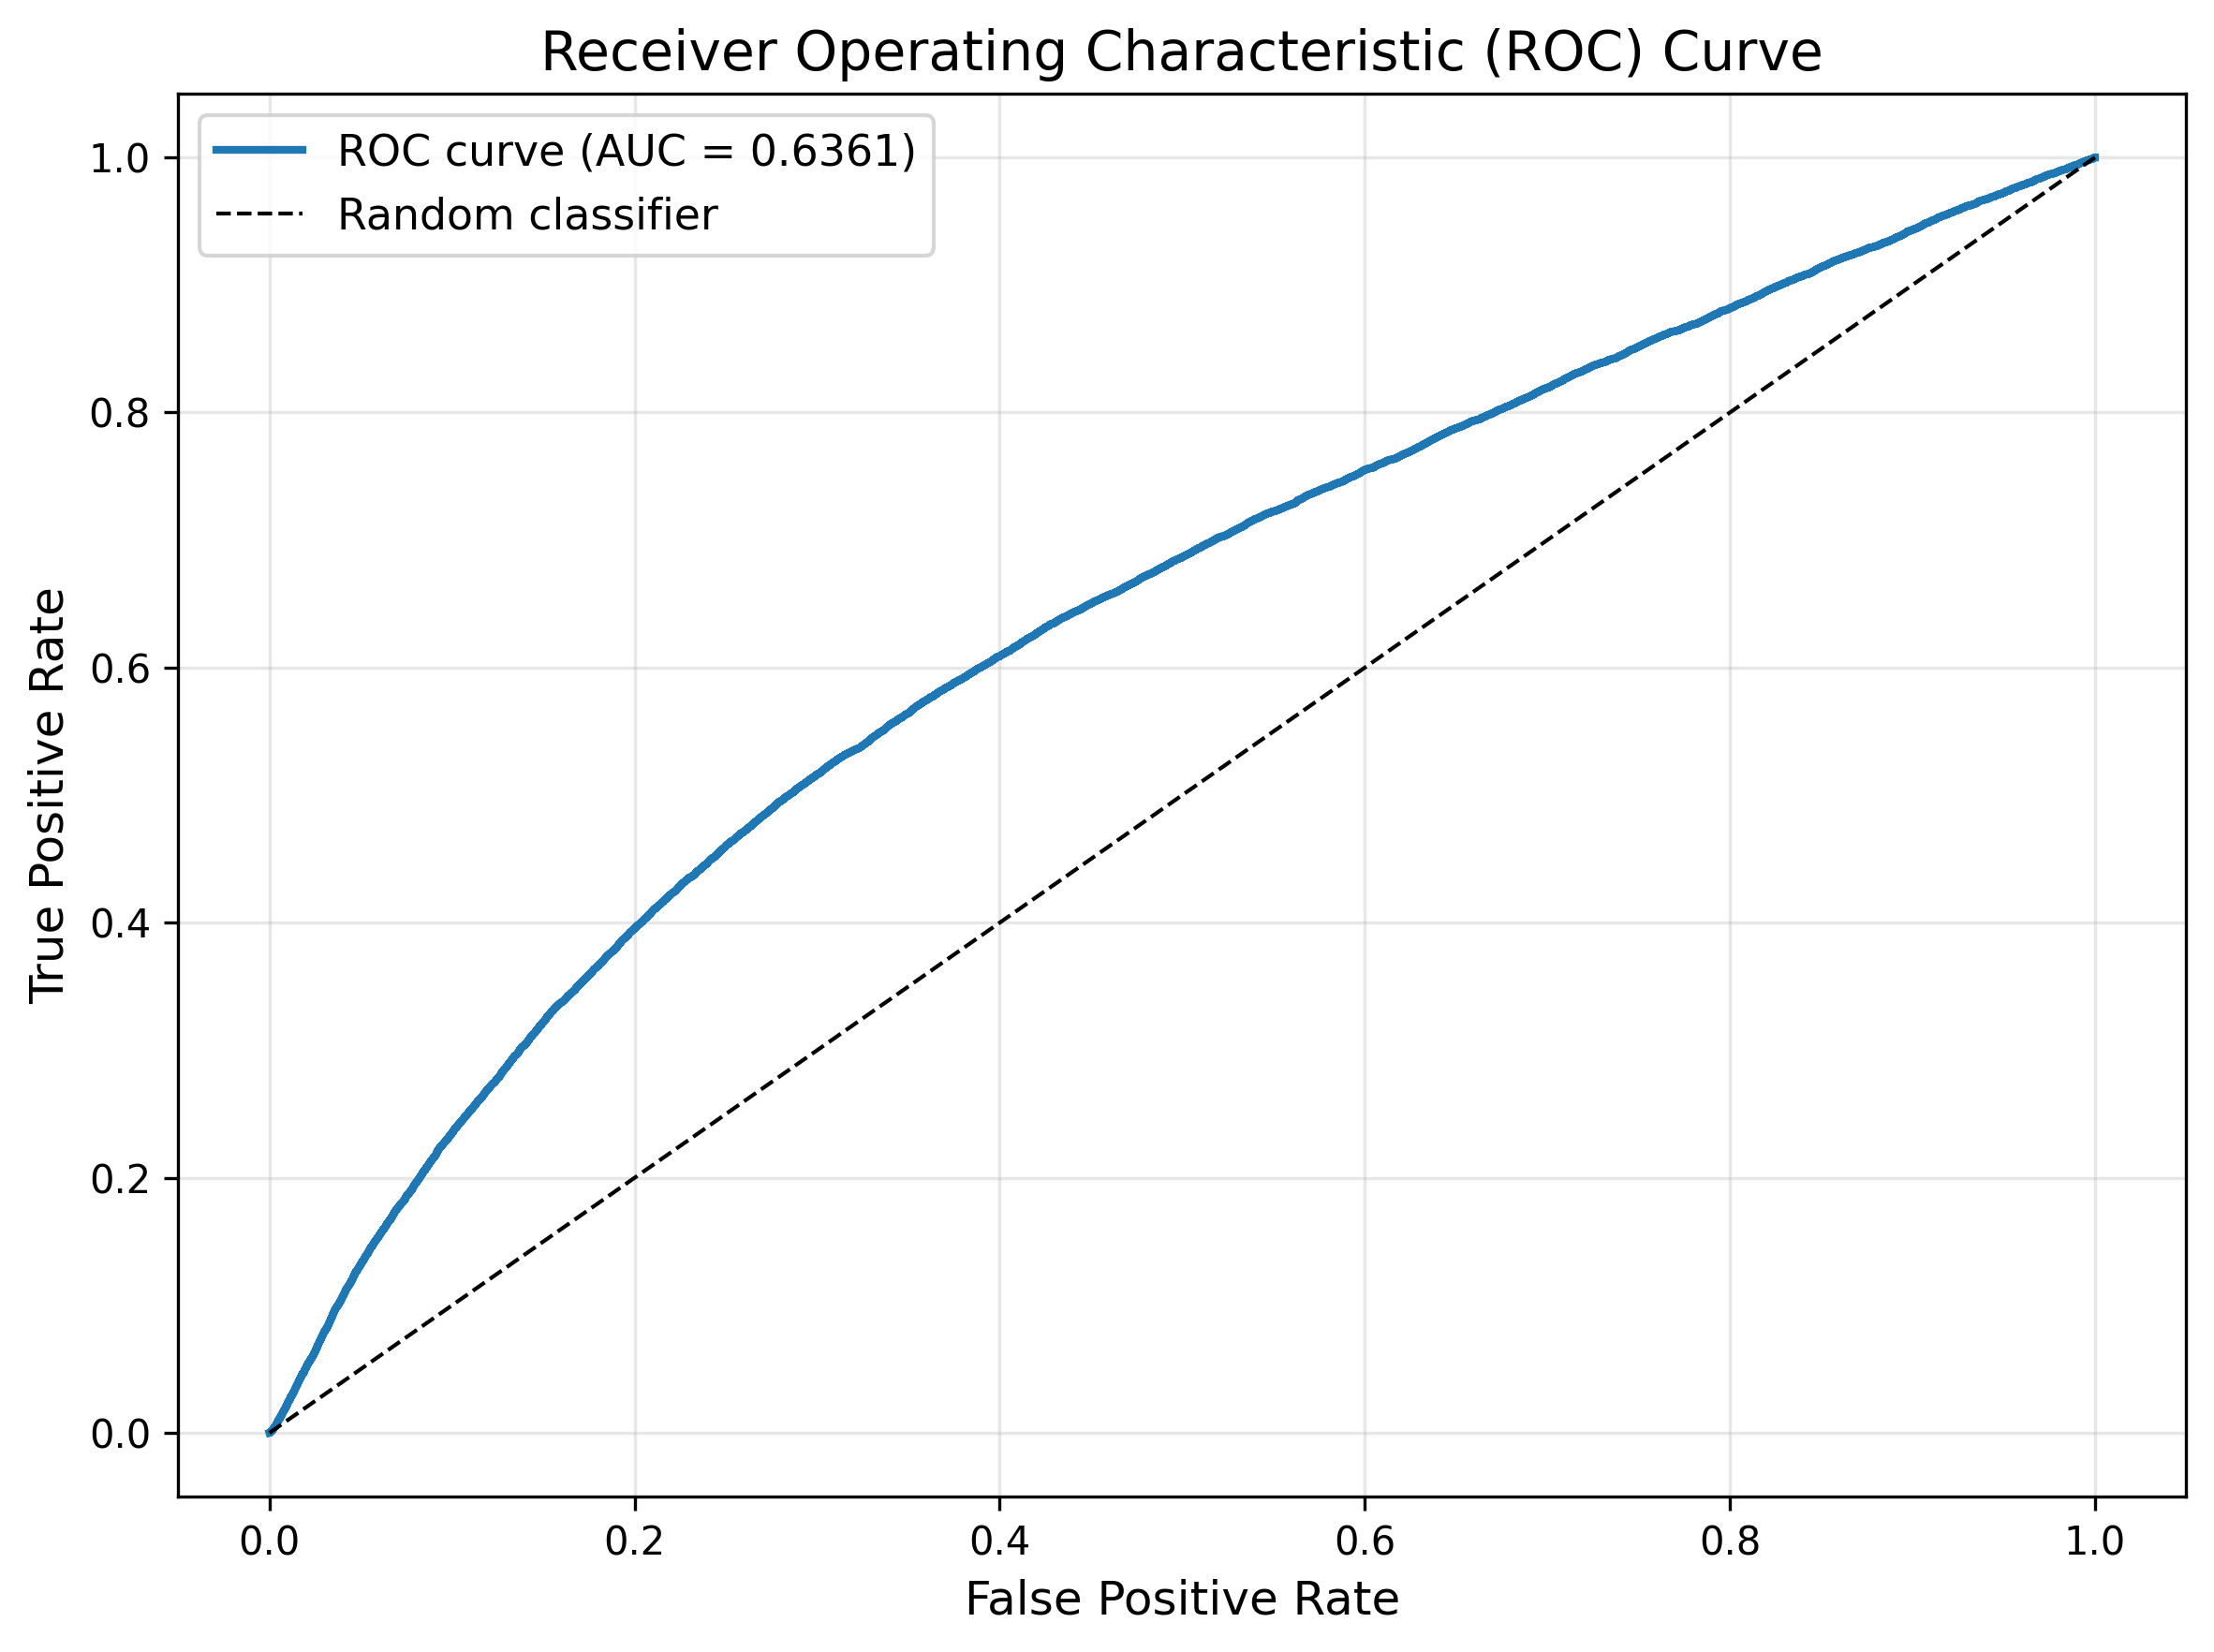 Receiver Operating Characteristic (ROC) Curve
ROC curve (AUC = 0.6361)
Random classifier
1.0
0.8
0.6
0.4
0.2
0.0
True Positive Rate
0.0 0.2 0.4 0.6 0.8 1.0
False Positive Rate